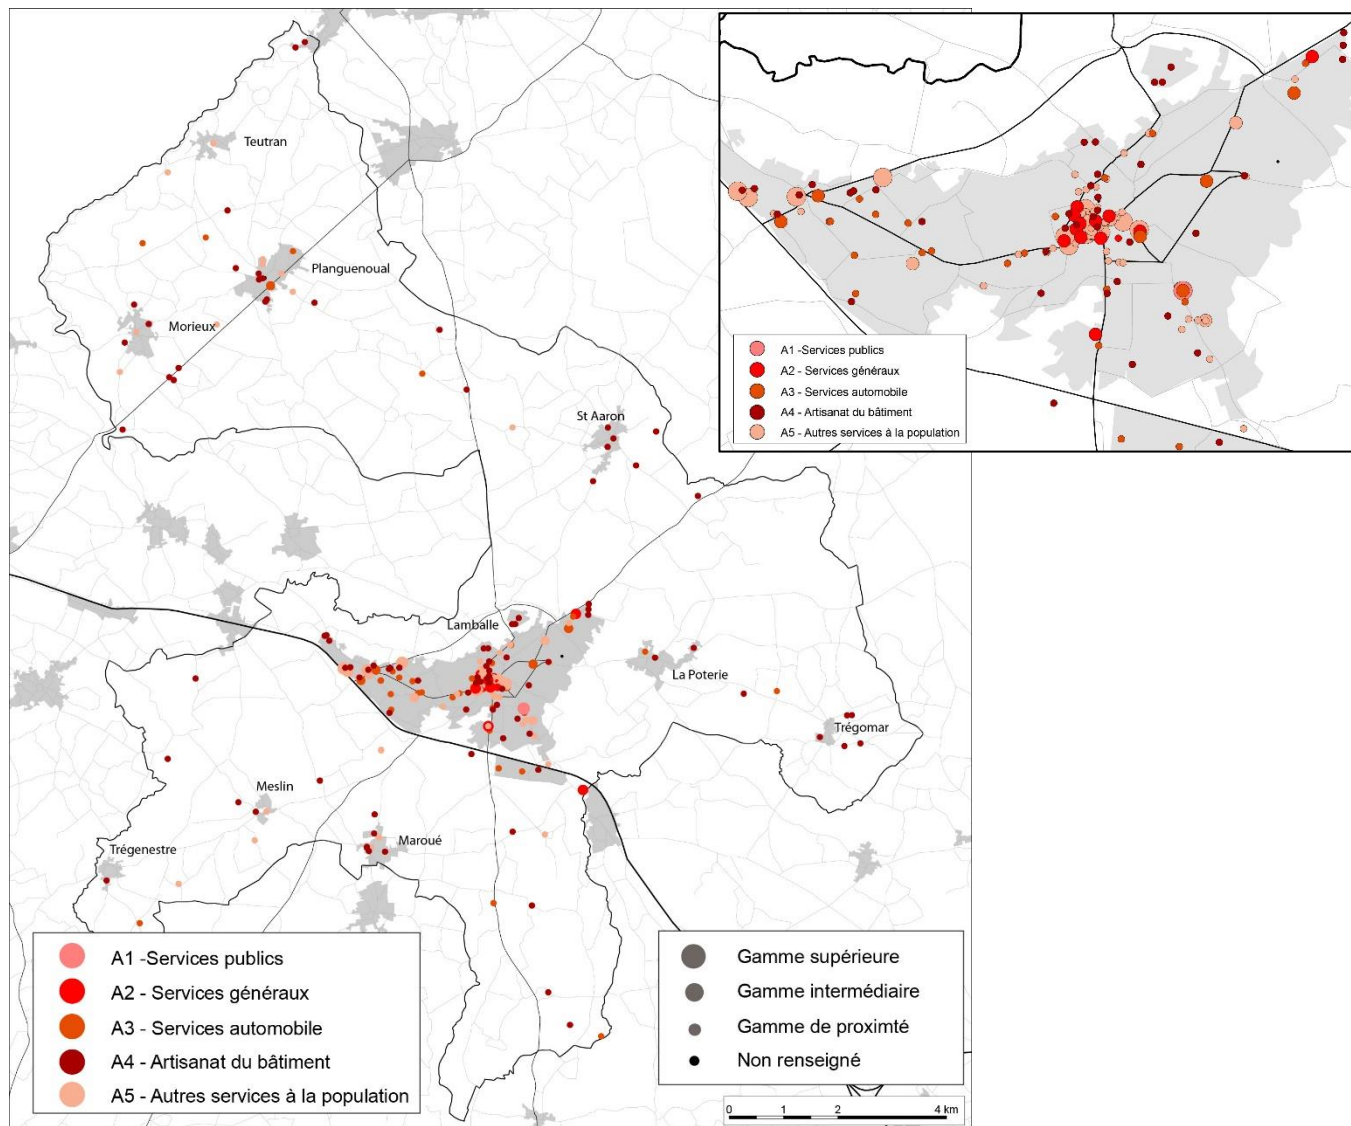 Teutran
Planguenoual
Morieux
St Aaron
Lamballe
La Poterie
Trégomar
Meslin
Maroué
Trégenestre
A1 -Services publics
A2 - Services généraux
A3 - Services automobile
A4 - Artisanat du bâtiment
A5 - Autres services à la population
A1 -Services publics
A2 - Services généraux
A3 - Services automobile
A4 - Artisanat du bâtiment
A5 - Autres services à la population
Gamme supérieure
Gamme intermédiaire
Gamme de proximté
Non renseigné
0 1 2 4 km